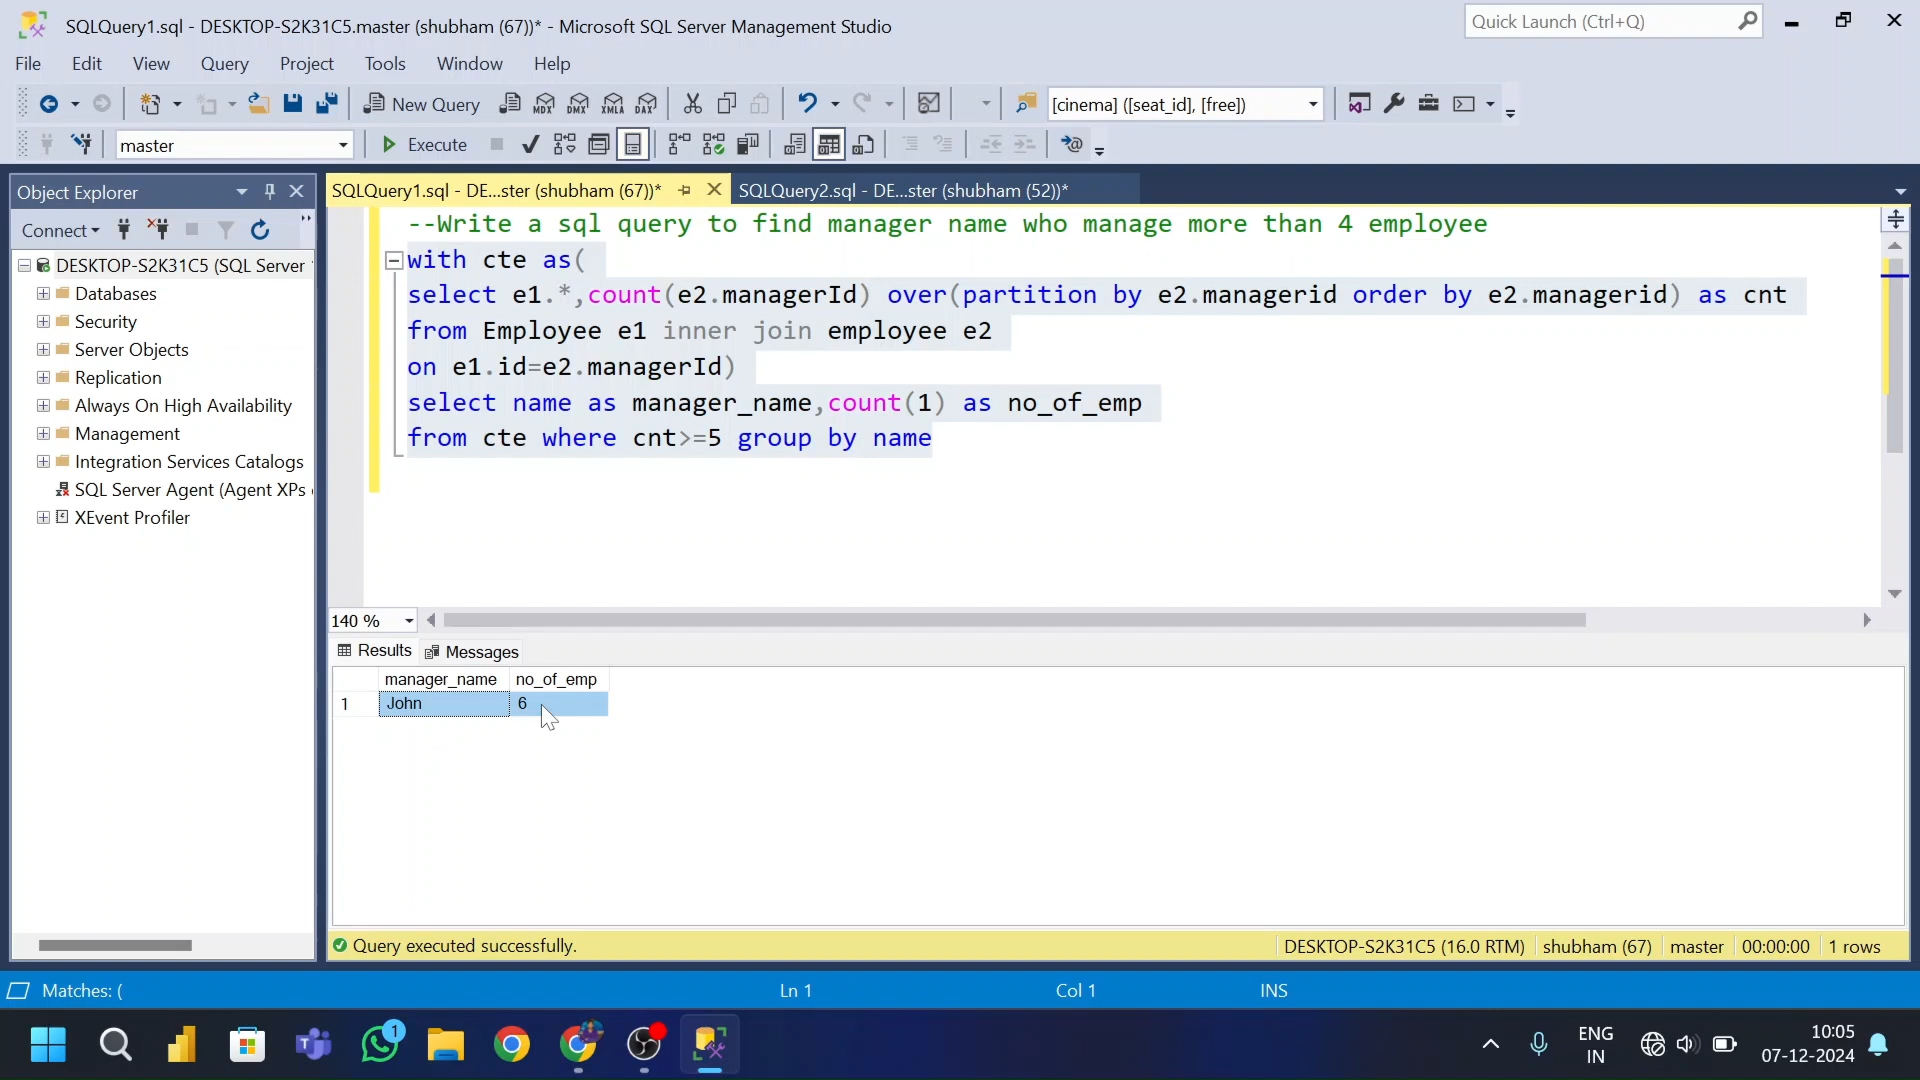 SQLQuery1.sql - DESKTOP-S2K31C5.master (shubham (67))* - Microsoft SQL Server Management Studio
Quick Launch (Ctrl+Q)
File Edit View Query Project Tools Window Help
New Query MDX DMX XMLA DAX [cinema] ([seat_id], [free])
master Execute
Object Explorer
SQLQuery1.sql - DE...ster (shubham (67))* SQLQuery2.sql - DE...ster (shubham (52))*
Connect
DESKTOP-S2K31C5 (SQL Server
Databases
Security
Server Objects
Replication
Always On High Availability
Management
Integration Services Catalogs
SQL Server Agent (Agent XPs
XEvent Profiler
--Write a sql query to find manager name who manage more than 4 employee
with cte as(
select e1.*,count(e2.managerId) over(partition by e2.managerid order by e2.managerid) as cnt
from Employee e1 inner join employee e2
on e1.id=e2.managerId)
select name as manager_name,count(1) as no_of_emp
from cte where cnt>=5 group by name
140 %
Results Messages
manager_name no_of_emp
1 John 6
Query executed successfully. DESKTOP-S2K31C5 (16.0 RTM) shubham (67) master 00:00:00 1 rows
Matches: ( Ln 1 Col 1 INS
1
ENG
IN
10:05
07-12-2024